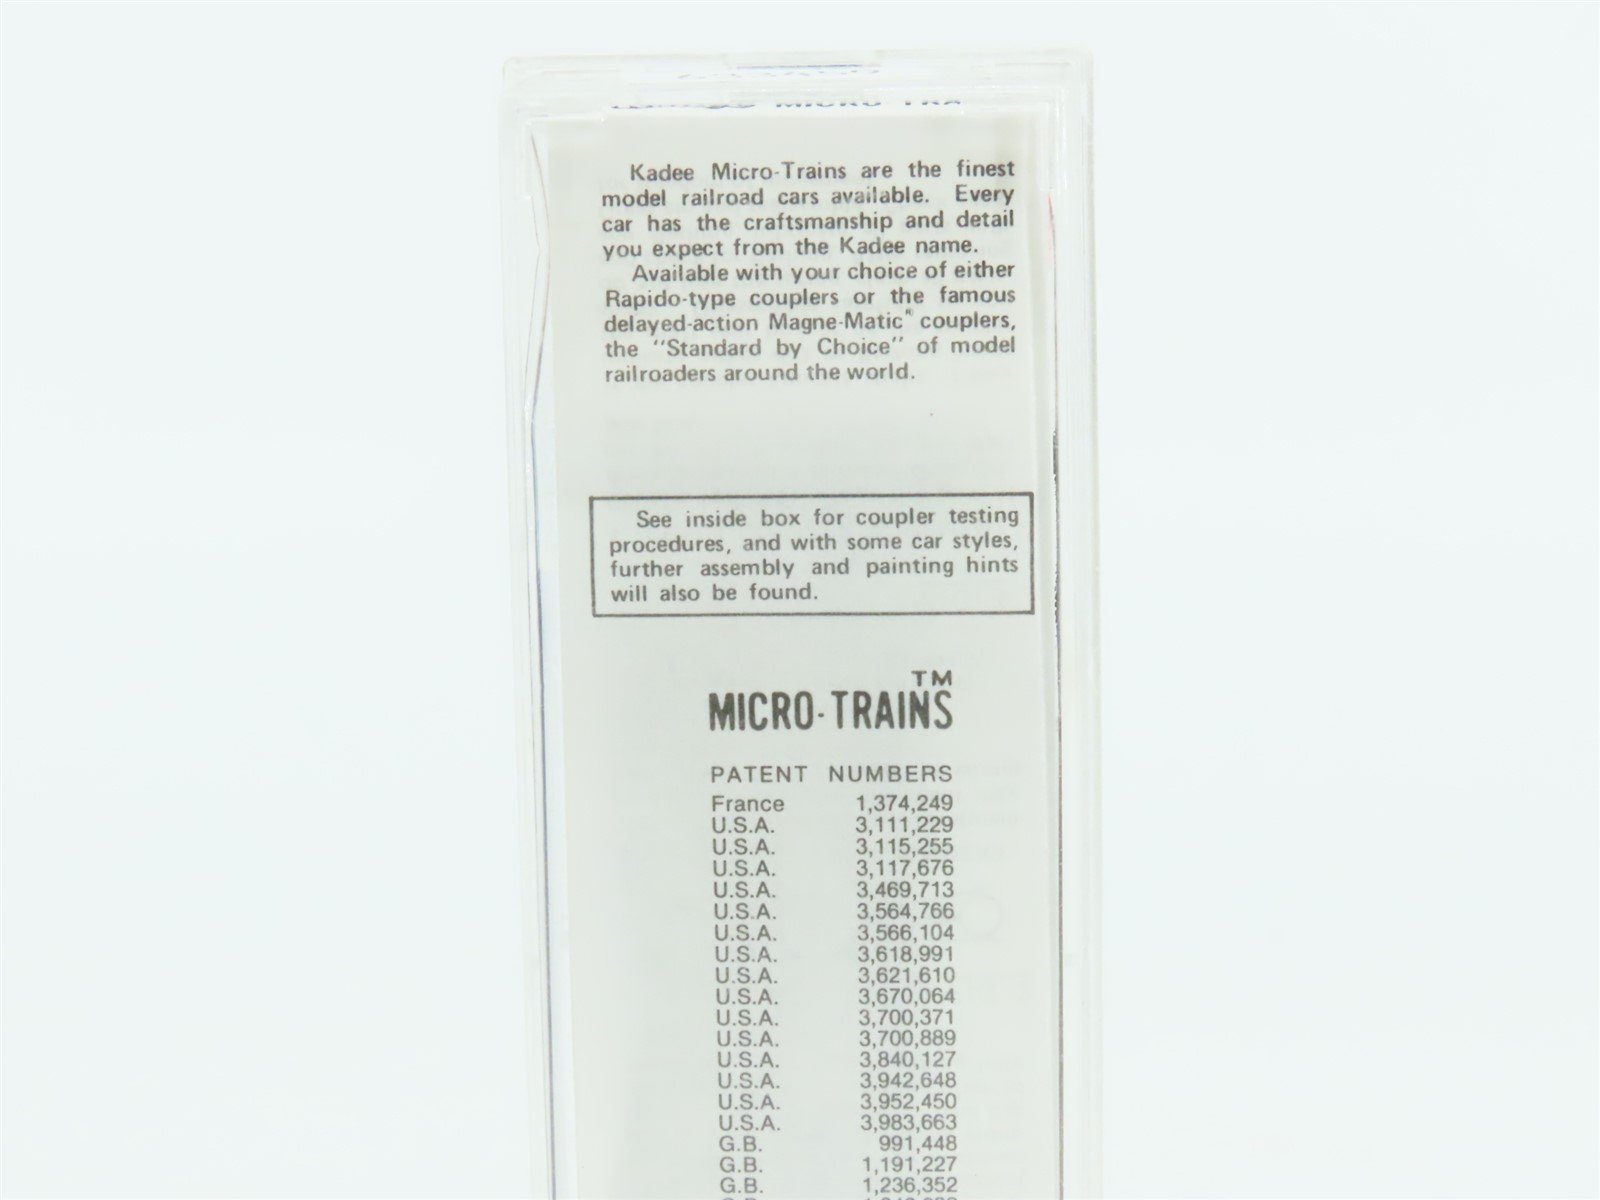 MICRO-TRA
Kadee Micro-Trains are the finest
model railroad cars available. Every
car has the craftsmanship and detail
you expect from the Kadee name.
Available with your choice of either
Rapido-type couplers or the famous
delayed-action Magne-Matic® couplers,
the "Standard by Choice" of model
railroaders around the world.
See inside box for coupler testing
procedures, and with some car styles,
further assembly and painting hints
will also be found.
MICRO-TRAINS™
PATENT NUMBERS
France 1,374,249
U.S.A. 3,111,229
U.S.A. 3,115,255
U.S.A. 3,117,676
U.S.A. 3,469,713
U.S.A. 3,564,766
U.S.A. 3,566,104
U.S.A. 3,618,991
U.S.A. 3,621,610
U.S.A. 3,670,064
U.S.A. 3,700,371
U.S.A. 3,700,889
U.S.A. 3,840,127
U.S.A. 3,942,648
U.S.A. 3,952,450
U.S.A. 3,983,663
G.B. 991,448
G.B. 1,191,227
G.B. 1,236,352